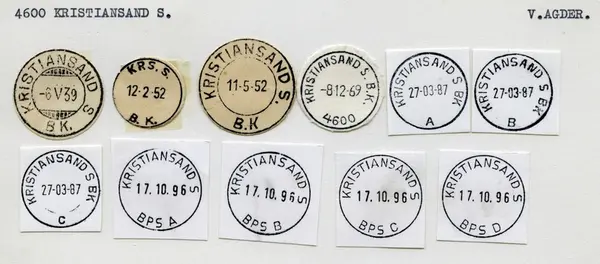 4600 KRISTIANSAND S. V.AGDER.
KRISTIANSAND S
-6 V 39
B.K.
KRS.S.
12-2-52
B.K.
KRISTIANSAND S.
11-5-52
B.K
KRISTIANSAND S. B.K.
-8.12-69
4600
KRISTIANSAND S BK
27-03-87
A
KRISTIANSAND S BK
27-03-87
B
KRISTIANSAND S BK
27-03-87
C
KRISTIANSAND S
17. 10. 96
BPS A
KRISTIANSAND S
17. 10. 96
BPS B
KRISTIANSAND S
17. 10. 96
BPS C
KRISTIANSAND S
17. 10. 96
BPS D